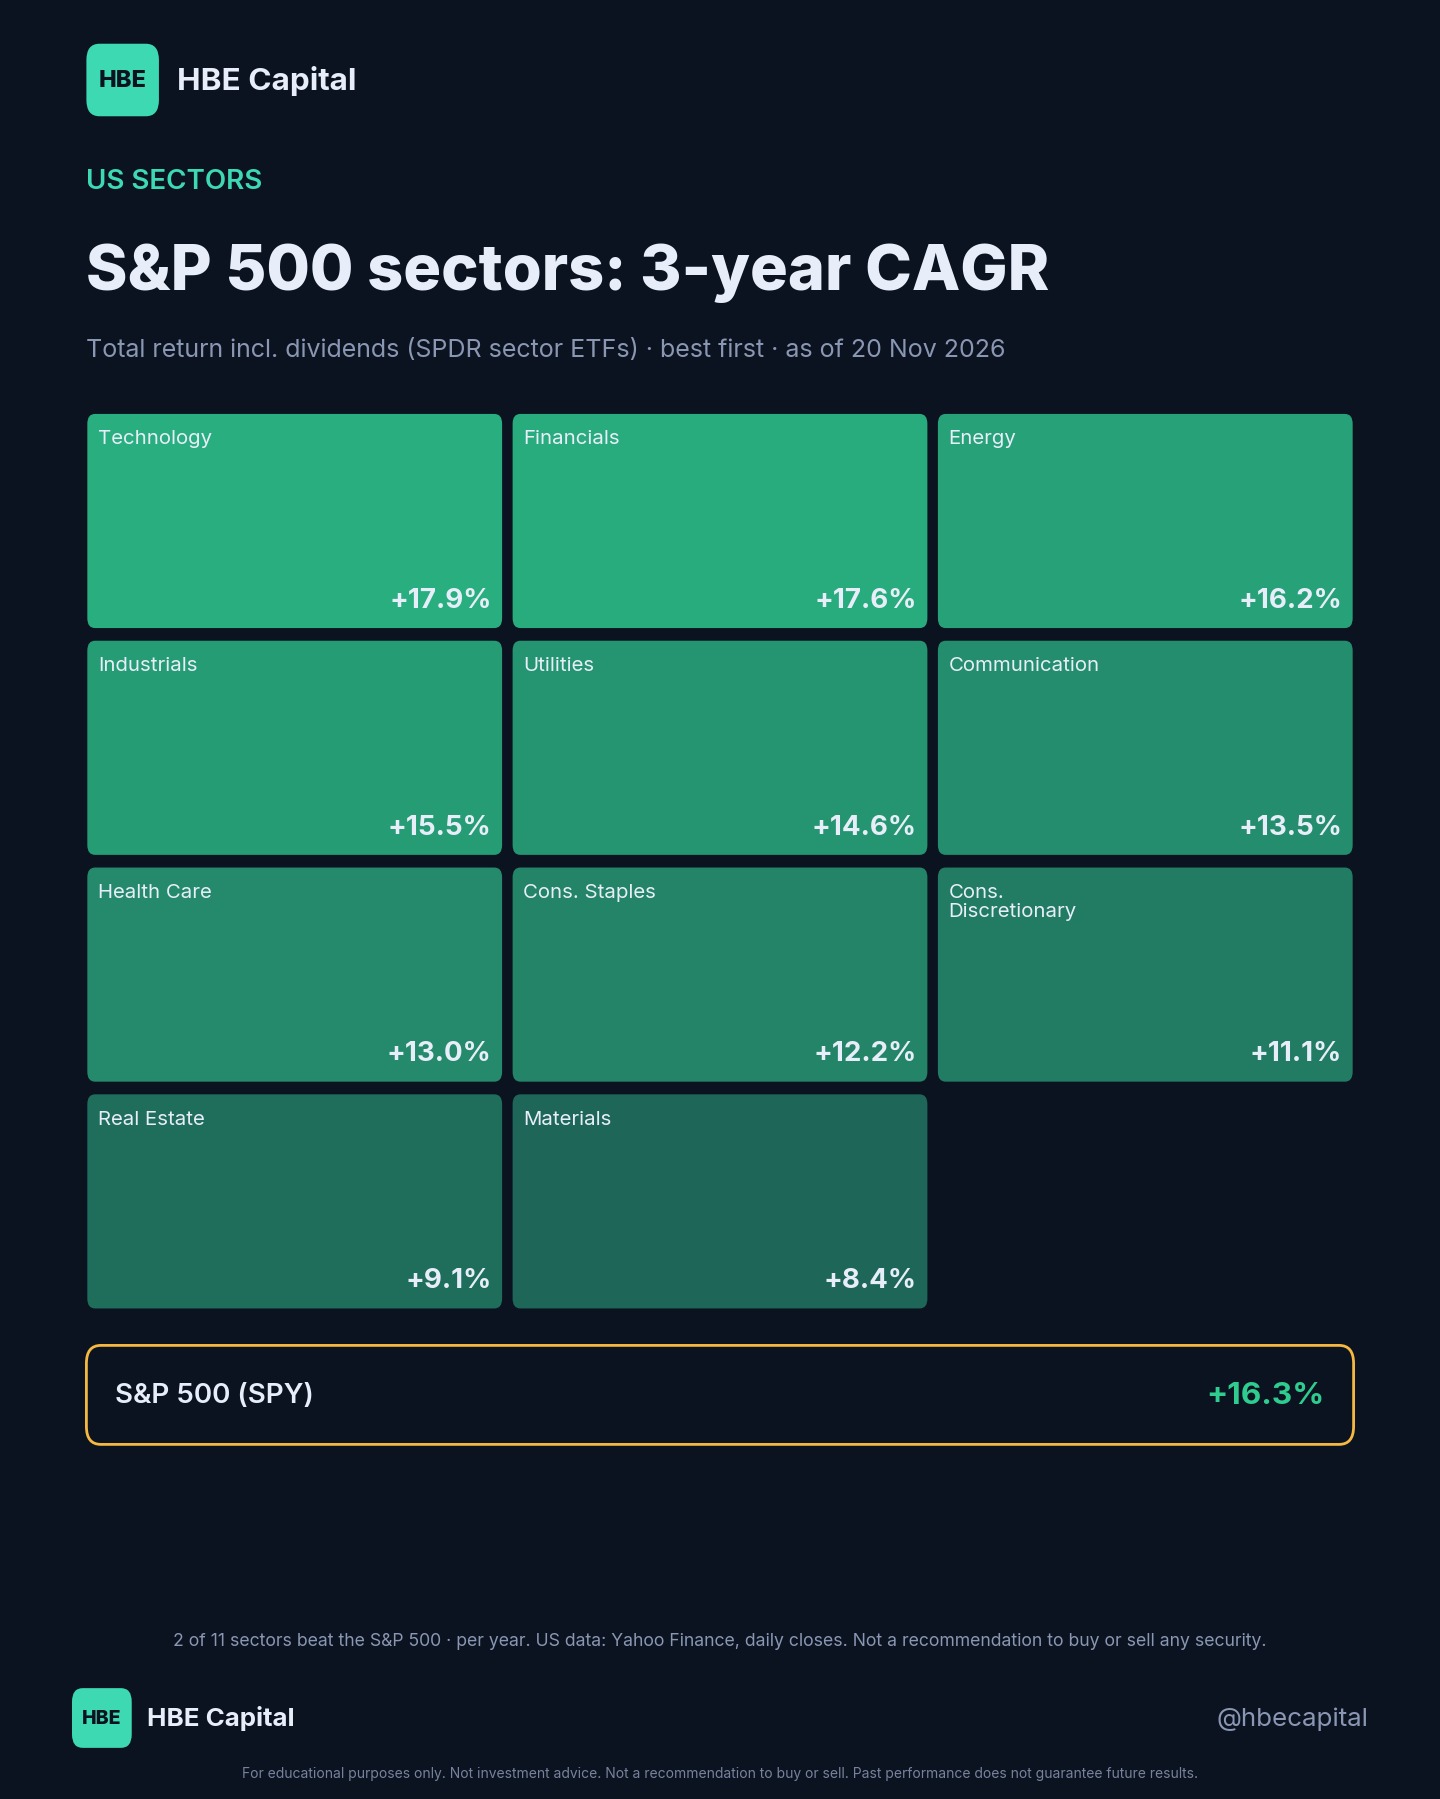 HBE
HBE Capital
US SECTORS
S&P 500 sectors: 3-year CAGR
Total return incl. dividends (SPDR sector ETFs) · best first · as of 20 Nov 2026
Technology
+17.9%
Financials
+17.6%
Energy
+16.2%
Industrials
+15.5%
Utilities
+14.6%
Communication
+13.5%
Health Care
+13.0%
Cons. Staples
+12.2%
Cons.
Discretionary
+11.1%
Real Estate
+9.1%
Materials
+8.4%
S&P 500 (SPY)
+16.3%
2 of 11 sectors beat the S&P 500 · per year. US data: Yahoo Finance, daily closes. Not a recommendation to buy or sell any security.
HBE
HBE Capital
@hbecapital
For educational purposes only. Not investment advice. Not a recommendation to buy or sell. Past performance does not guarantee future results.